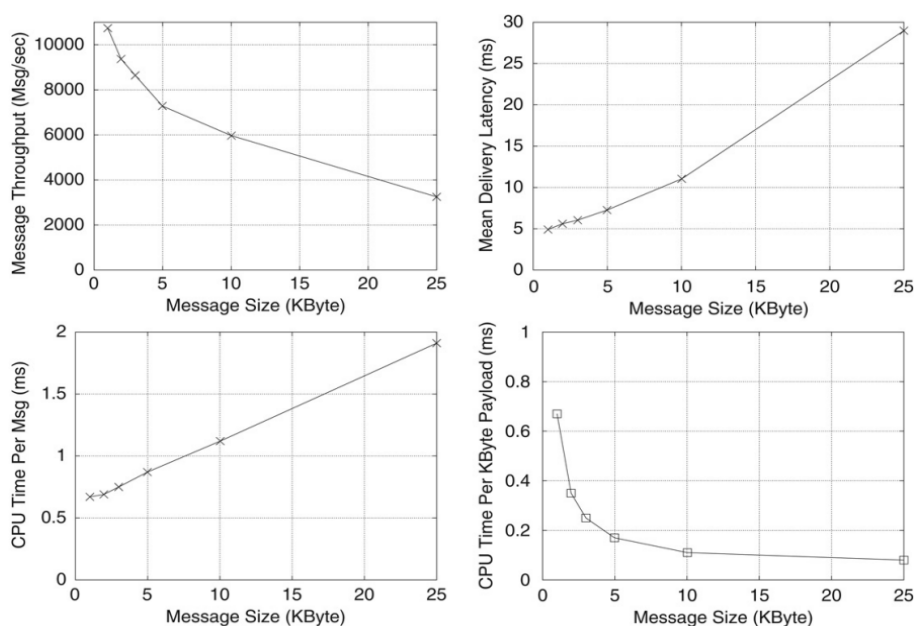 Message Throughput (Msg/sec)
10000
8000
6000
4000
2000
0
0 5 10 15 20 25
Message Size (KByte)
Mean Delivery Latency (ms)
30
25
20
15
10
5
0
0 5 10 15 20 25
Message Size (KByte)
CPU Time Per Msg (ms)
2
1.5
1
0.5
0
0 5 10 15 20 25
Message Size (KByte)
CPU Time Per KByte Payload (ms)
1
0.8
0.6
0.4
0.2
0
0 5 10 15 20 25
Message Size (KByte)